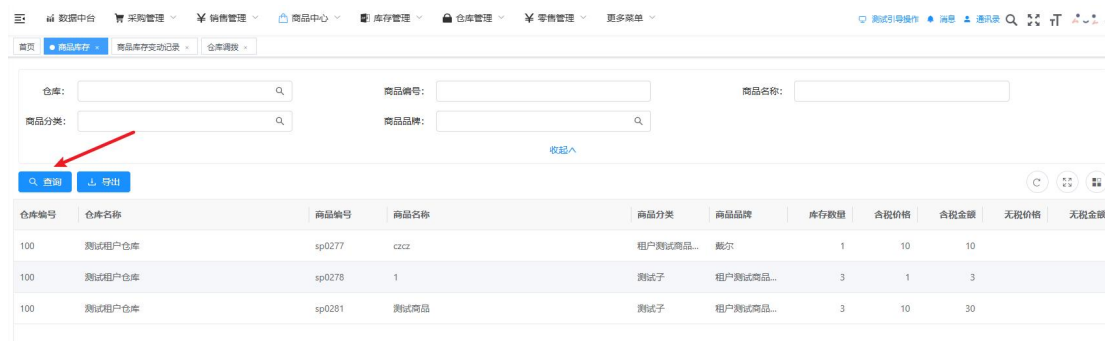 数据中台 采购管理 ¥ 销售管理 商品中心 库存管理 仓库管理 ¥ 零售管理 更多菜单 测试引导操作 消息 通讯录
首页 商品库存 × 商品库存变动记录 × 仓库调拨 ×
仓库: 商品编号: 商品名称:
商品分类: 商品品牌:
收起
查询 导出
仓库编号 仓库名称 商品编号 商品名称 商品分类 商品品牌 库存数量 含税价格 含税金额 无税价格 无税金额
100 测试租户仓库 sp0277 czcz 租户测试商品... 戴尔 1 10 10
100 测试租户仓库 sp0278 1 测试子 租户测试商品... 3 1 3
100 测试租户仓库 sp0281 测试商品 测试子 租户测试商品... 3 10 30